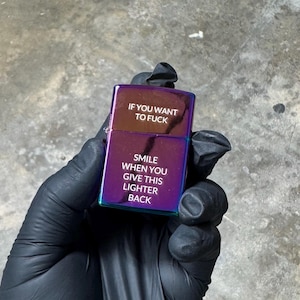 IF YOU WANT
TO FUCK
SMILE
WHEN YOU
GIVE THIS
LIGHTER
BACK